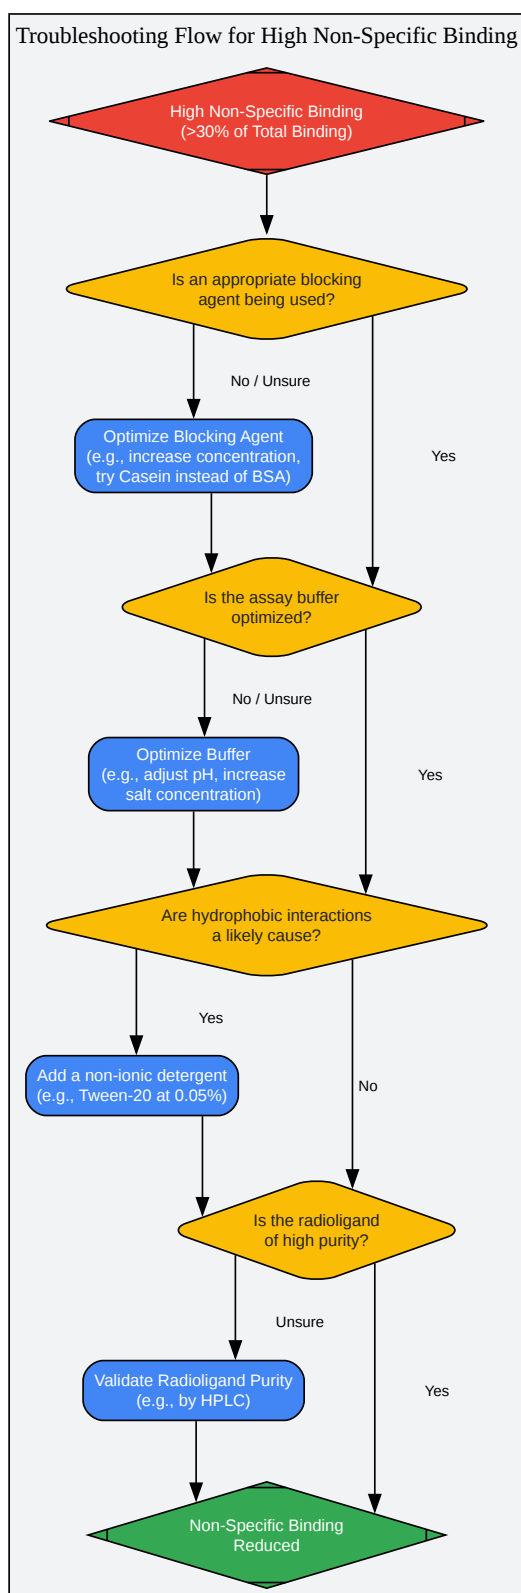 Troubleshooting Flow for High Non-Specific Binding
High Non-Specific Binding
(>30% of Total Binding)
Is an appropriate blocking
agent being used?
No / Unsure
Optimize Blocking Agent
(e.g., increase concentration,
try Casein instead of BSA)
Yes
Is the assay buffer
optimized?
No / Unsure
Optimize Buffer
(e.g., adjust pH, increase
salt concentration)
Yes
Are hydrophobic interactions
a likely cause?
Yes
Add a non-ionic detergent
(e.g., Tween-20 at 0.05%)
No
Is the radioligand
of high purity?
Unsure
Validate Radioligand Purity
(e.g., by HPLC)
Yes
Non-Specific Binding
Reduced